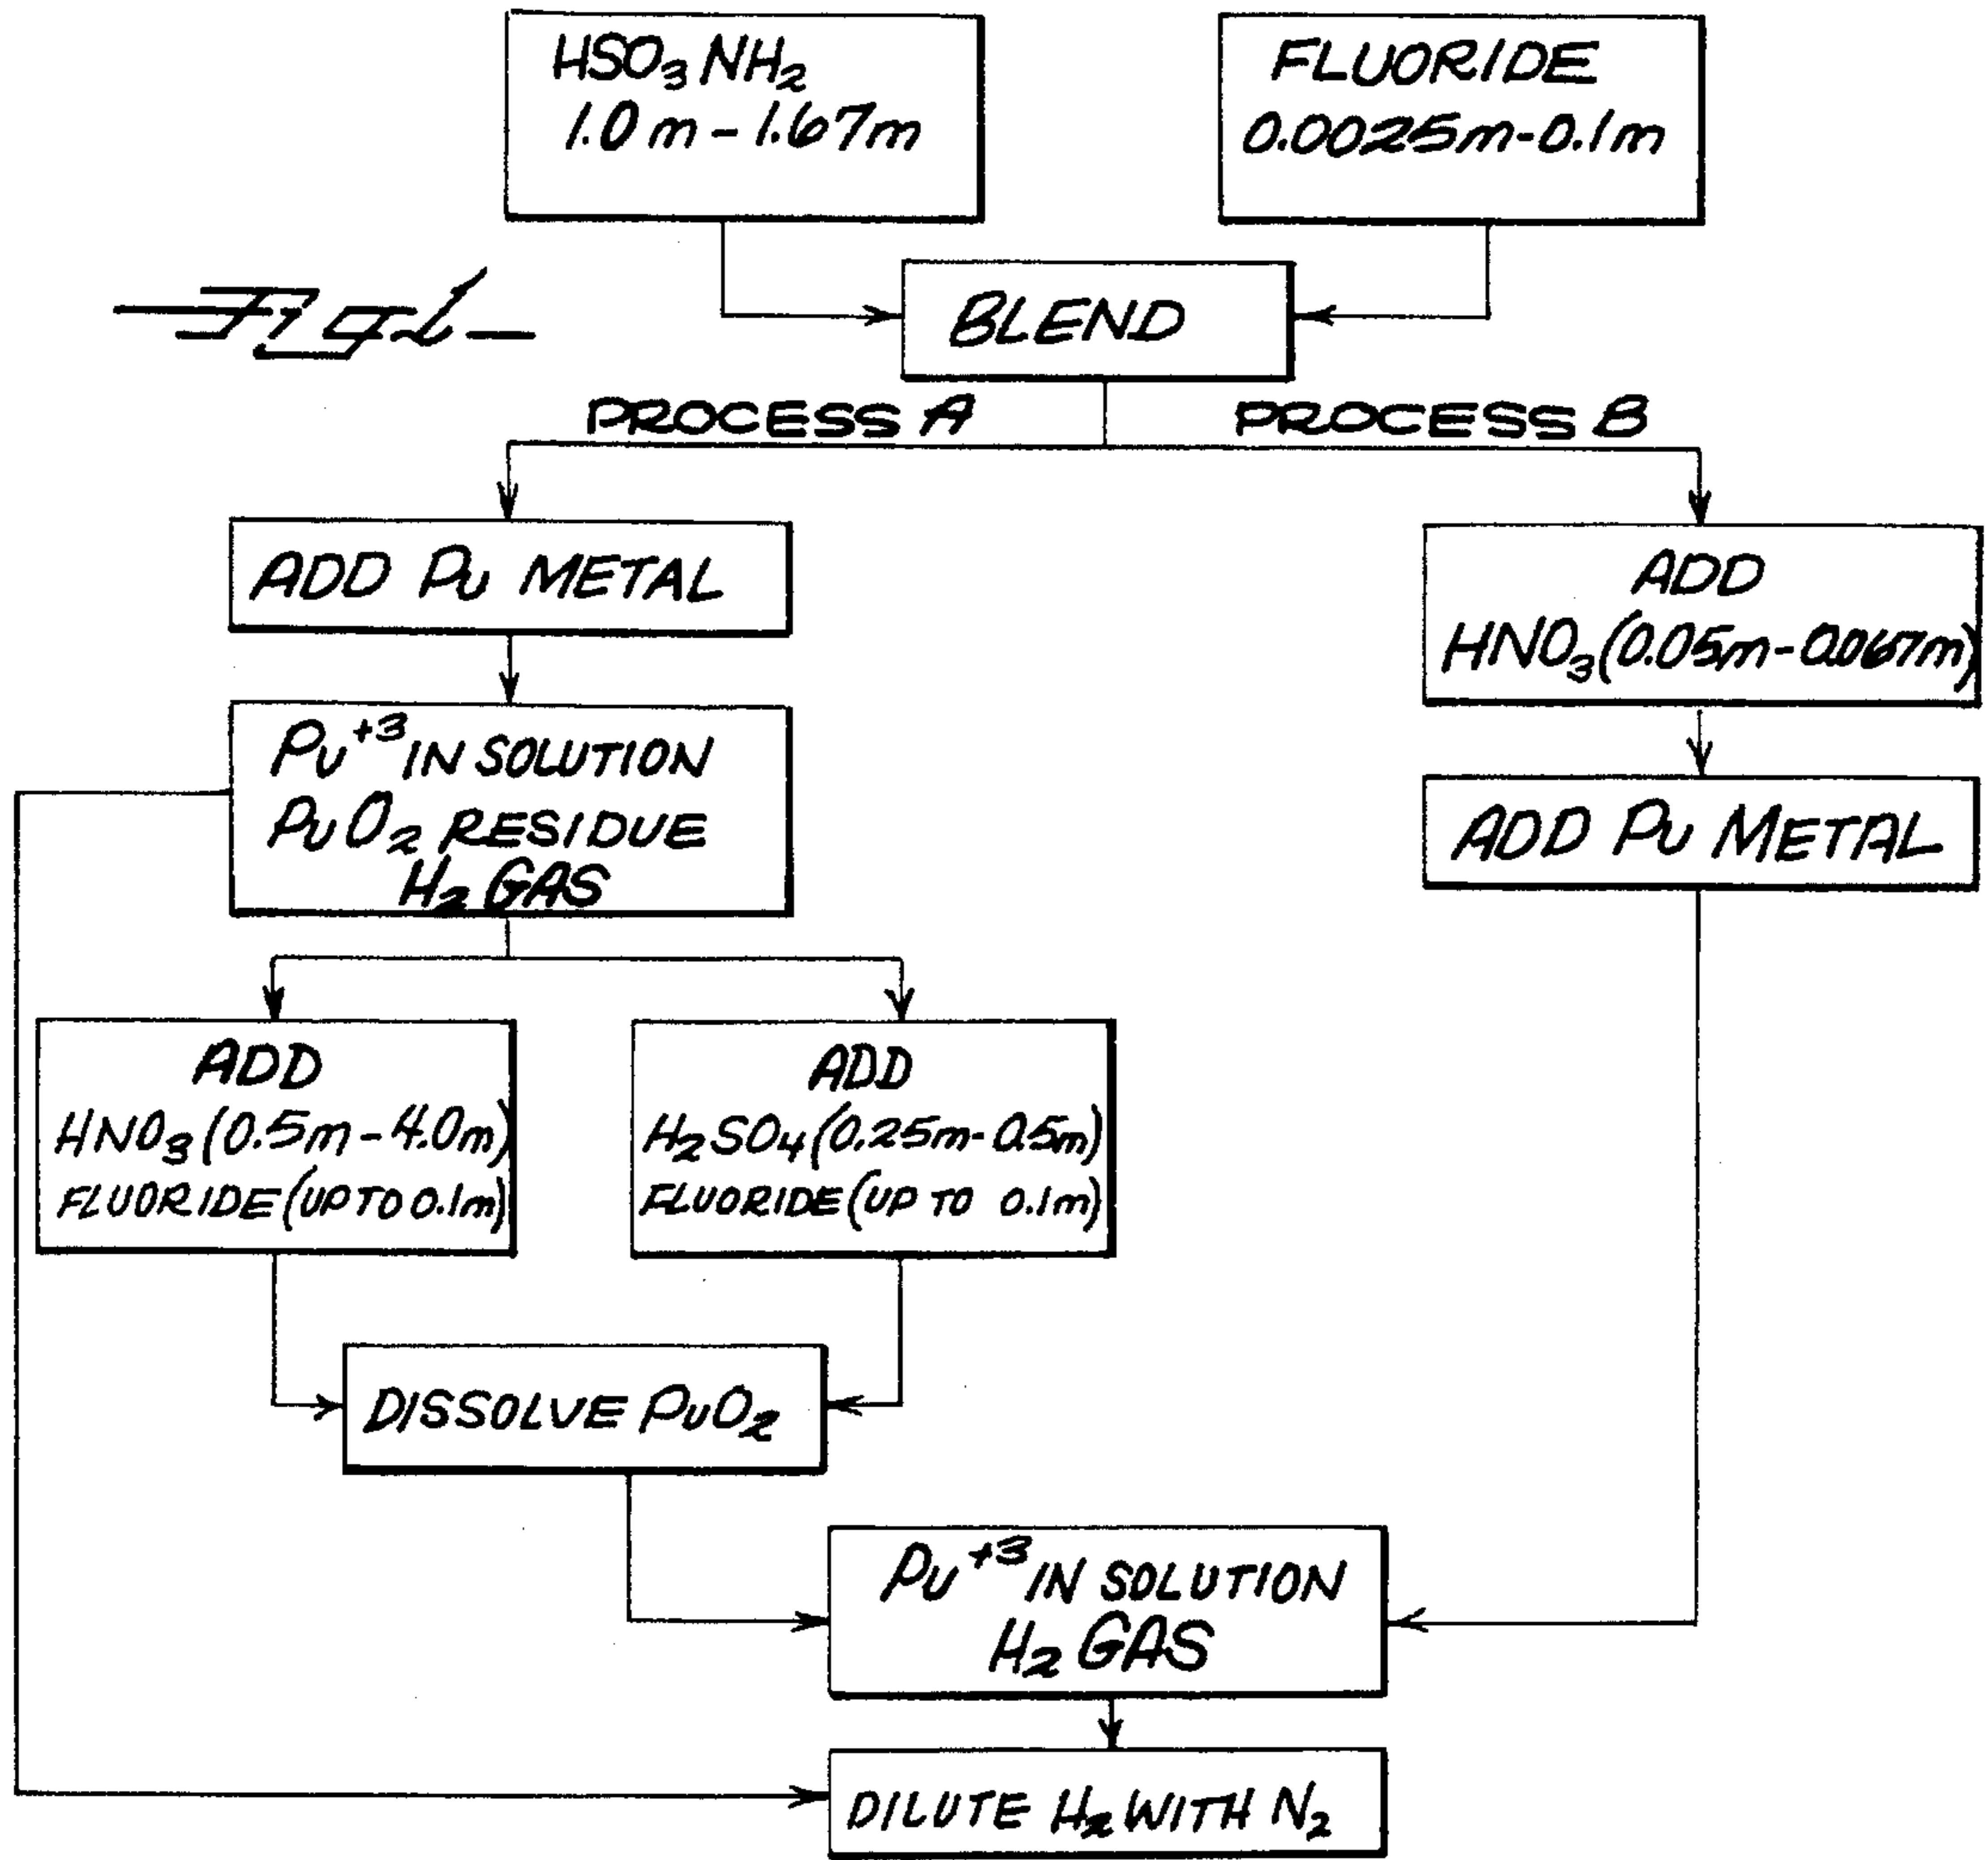 HSO₃NH₂
1.0m-1.67m
FLUORIDE
0.0025m-0.1m
Fig 1
BLEND
PROCESS A
PROCESS B
ADD Pu METAL
ADD
HNO₃(0.05m-0.067m)
Pu⁺³ IN SOLUTION
PuO₂ RESIDUE
H₂ GAS
ADD Pu METAL
ADD
HNO₃(0.5m-4.0m)
FLUORIDE(UP TO 0.1m)
ADD
H₂SO₄(0.25m-0.5m)
FLUORIDE(UP TO 0.1m)
DISSOLVE PuO₂
Pu⁺³ IN SOLUTION
H₂ GAS
DILUTE H₂ WITH N₂